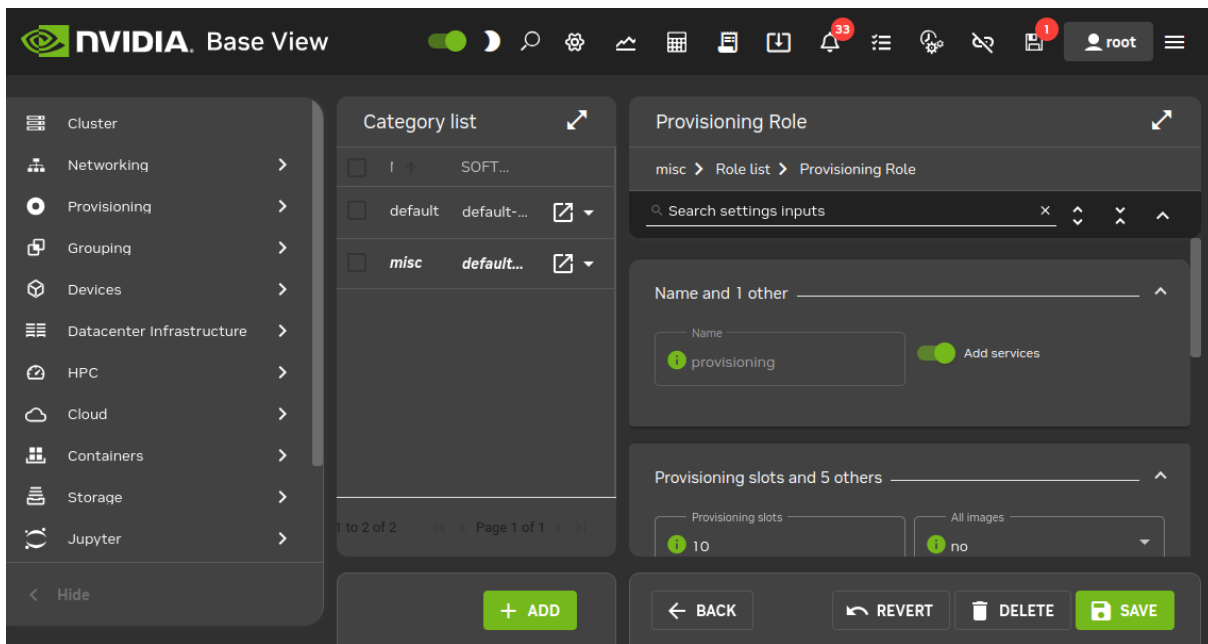 NVIDIA. Base View
33
1
root
Cluster
Networking
Provisioning
Grouping
Devices
Datacenter Infrastructure
HPC
Cloud
Containers
Storage
Jupyter
Hide
Category list
SOFT...
default default-...
misc default...
1 to 2 of 2 Page 1 of 1
+ ADD
Provisioning Role
misc > Role list > Provisioning Role
Search settings inputs
Name and 1 other
Name
provisioning
Add services
Provisioning slots and 5 others
Provisioning slots
10
All images
no
BACK
REVERT
DELETE
SAVE